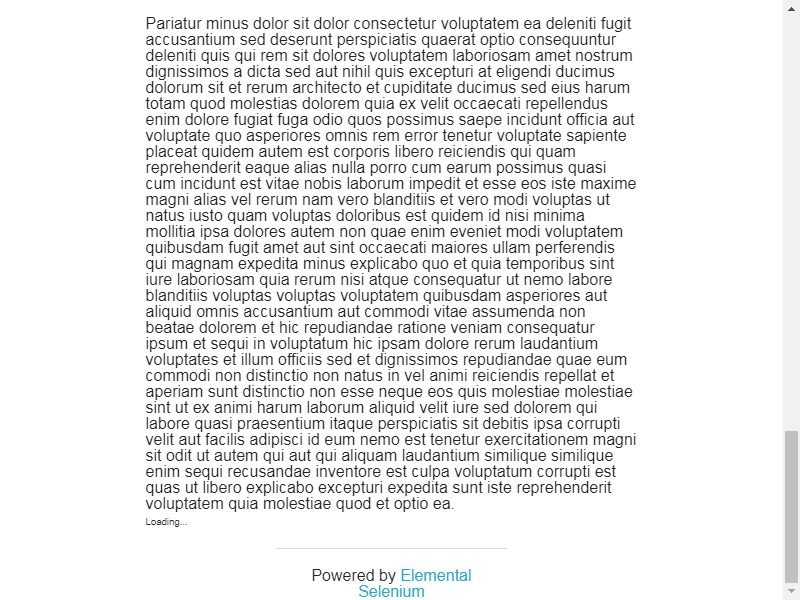 Pariatur minus dolor sit dolor consectetur voluptatem ea deleniti fugit
accusantium sed deserunt perspiciatis quaerat optio consequuntur
deleniti quis qui rem sit dolores voluptatem laboriosam amet nostrum
dignissimos a dicta sed aut nihil quis excepturi at eligendi ducimus
dolorum sit et rerum architecto et cupiditate ducimus sed eius harum
totam quod molestias dolorem quia ex velit occaecati repellendus
enim dolore fugiat fuga odio quos possimus saepe incidunt officia aut
voluptate quo asperiores omnis rem error tenetur voluptate sapiente
placeat quidem autem est corporis libero reiciendis qui quam
reprehenderit eaque alias nulla porro cum earum possimus quasi
cum incidunt est vitae nobis laborum impedit et esse eos iste maxime
magni alias vel rerum nam vero blanditiis et vero modi voluptas ut
natus iusto quam voluptas doloribus est quidem id nisi minima
mollitia ipsa dolores autem non quae enim eveniet modi voluptatem
quibusdam fugit amet aut sint occaecati maiores ullam perferendis
qui magnam expedita minus explicabo quo et quia temporibus sint
iure laboriosam quia rerum nisi atque consequatur ut nemo labore
blanditiis voluptas voluptas voluptatem quibusdam asperiores aut
aliquid omnis accusantium aut commodi vitae assumenda non
beatae dolorem et hic repudiandae ratione veniam consequatur
ipsum et sequi in voluptatum hic ipsam dolore rerum laudantium
voluptates et illum officiis sed et dignissimos repudiandae quae eum
commodi non distinctio non natus in vel animi reiciendis repellat et
aperiam sunt distinctio non esse neque eos quis molestiae molestiae
sint ut ex animi harum laborum aliquid velit iure sed dolorem qui
labore quasi praesentium itaque perspiciatis sit debitis ipsa corrupti
velit aut facilis adipisci id eum nemo est tenetur exercitationem magni
sit odit ut autem qui aut qui aliquam laudantium similique similique
enim sequi recusandae inventore est culpa voluptatum corrupti est
quas ut libero explicabo excepturi expedita sunt iste reprehenderit
voluptatem quia molestiae quod et optio ea.
Loading...
Powered by Elemental
Selenium